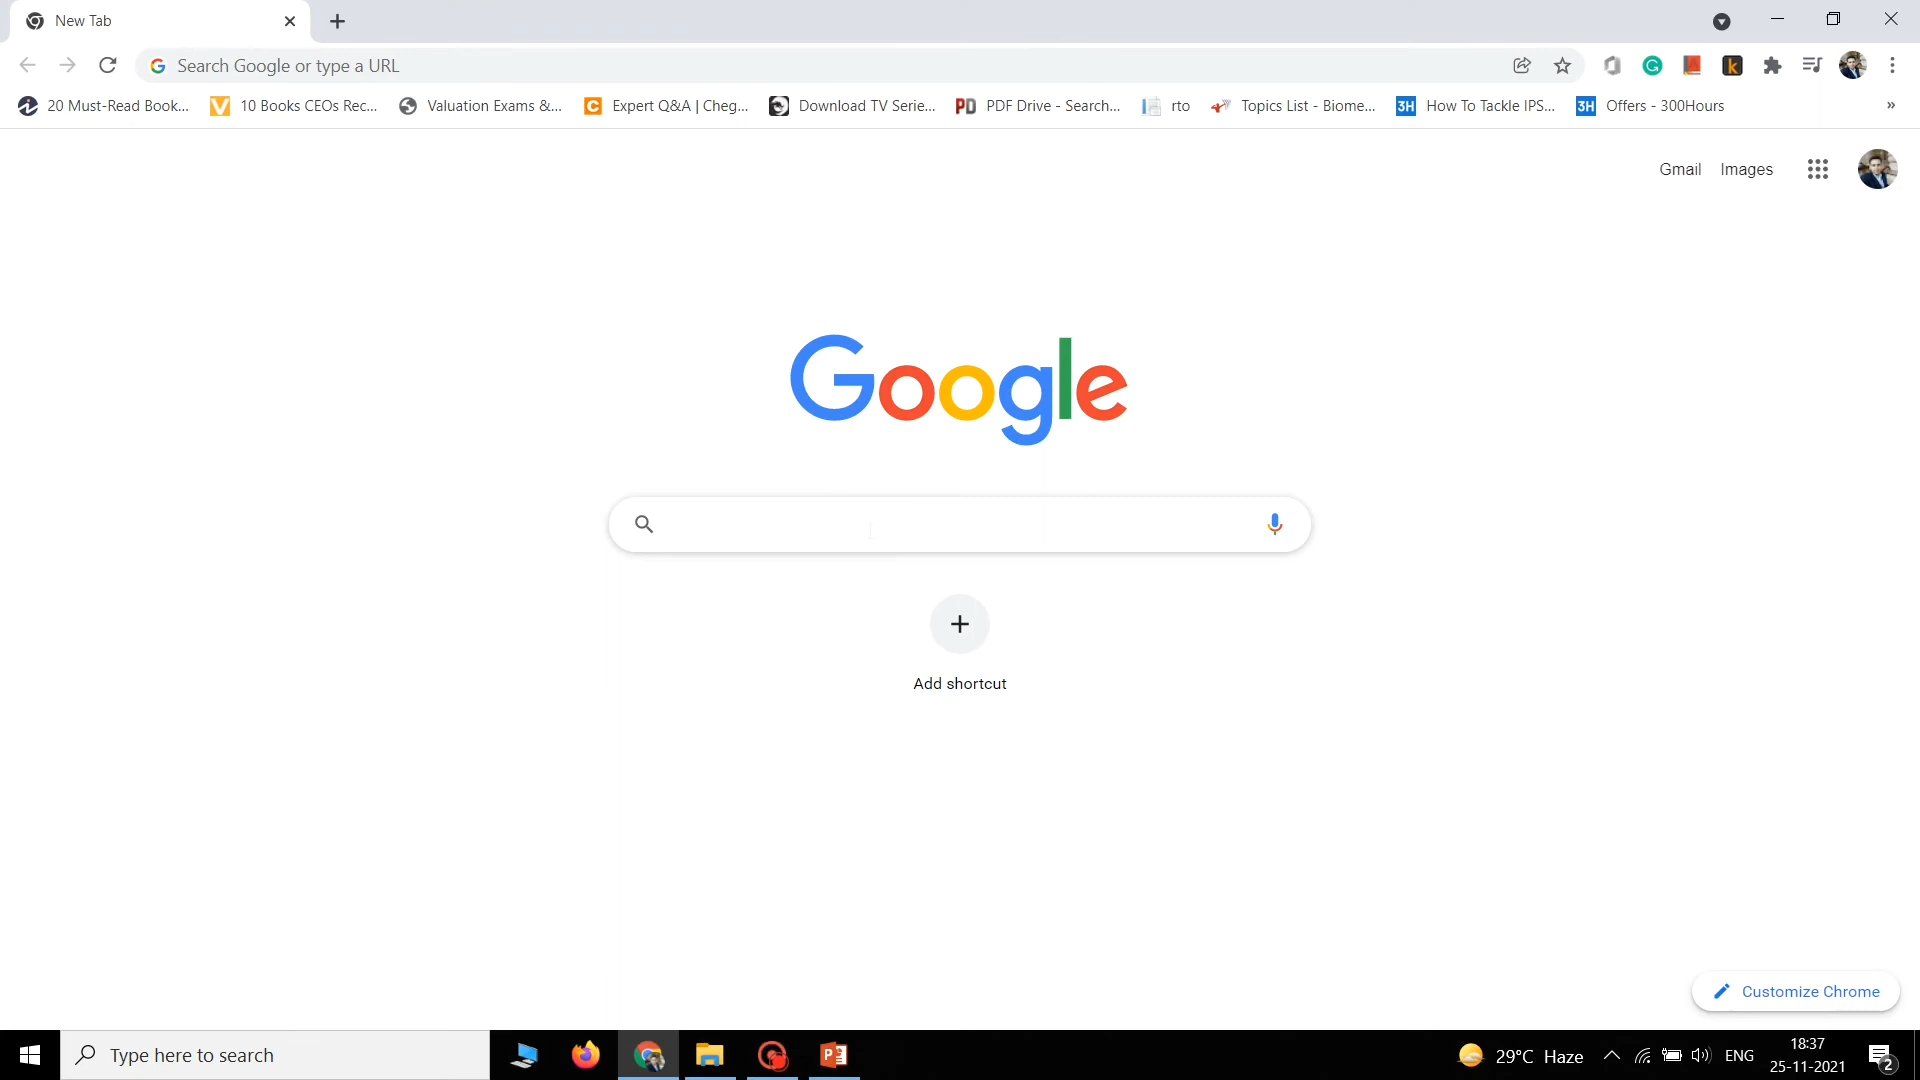 New Tab
Search Google or type a URL
20 Must-Read Book...
10 Books CEOs Rec...
Valuation Exams &...
Expert Q&A | Cheg...
Download TV Serie...
PDF Drive - Search...
rto
Topics List - Biome...
How To Tackle IPS...
Offers - 300Hours
Gmail Images
Google
Add shortcut
Customize Chrome
Type here to search
29°C Haze
ENG
18:37
25-11-2021
2